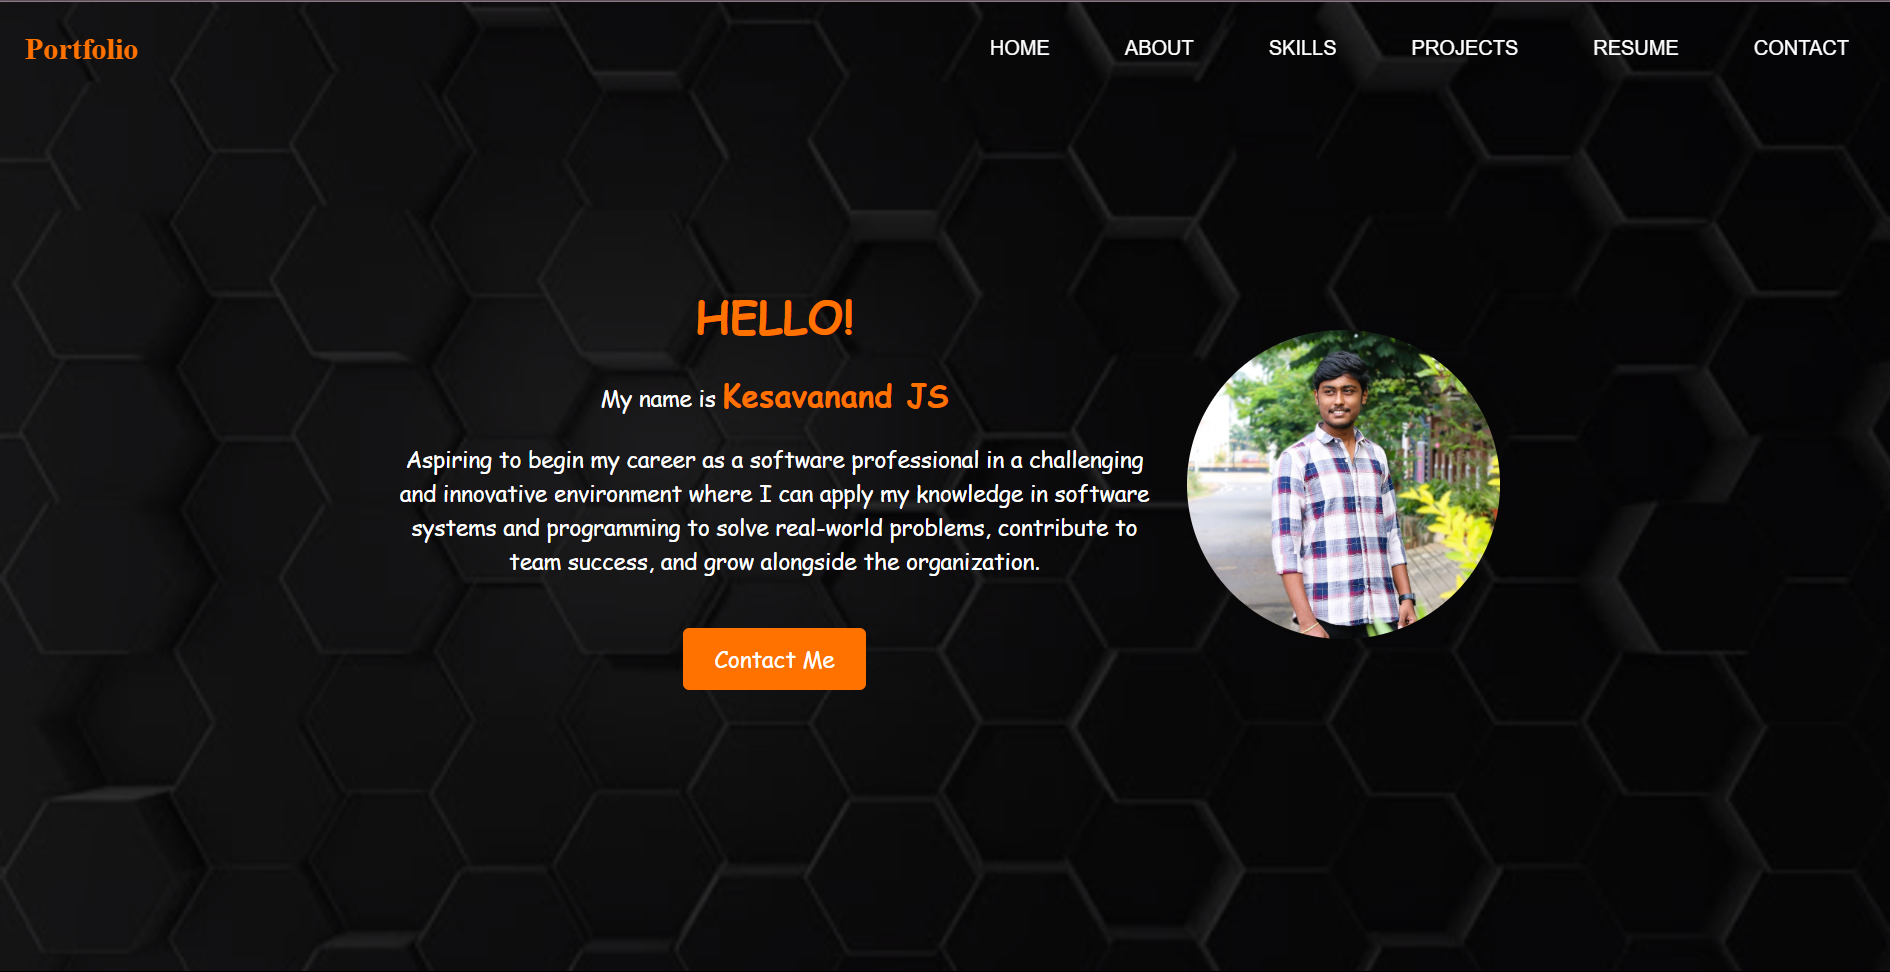 Portfolio
HOME ABOUT SKILLS PROJECTS RESUME CONTACT
HELLO!
My name is Kesavanand JS
Aspiring to begin my career as a software professional in a challenging
and innovative environment where I can apply my knowledge in software
systems and programming to solve real-world problems, contribute to
team success, and grow alongside the organization.
Contact Me